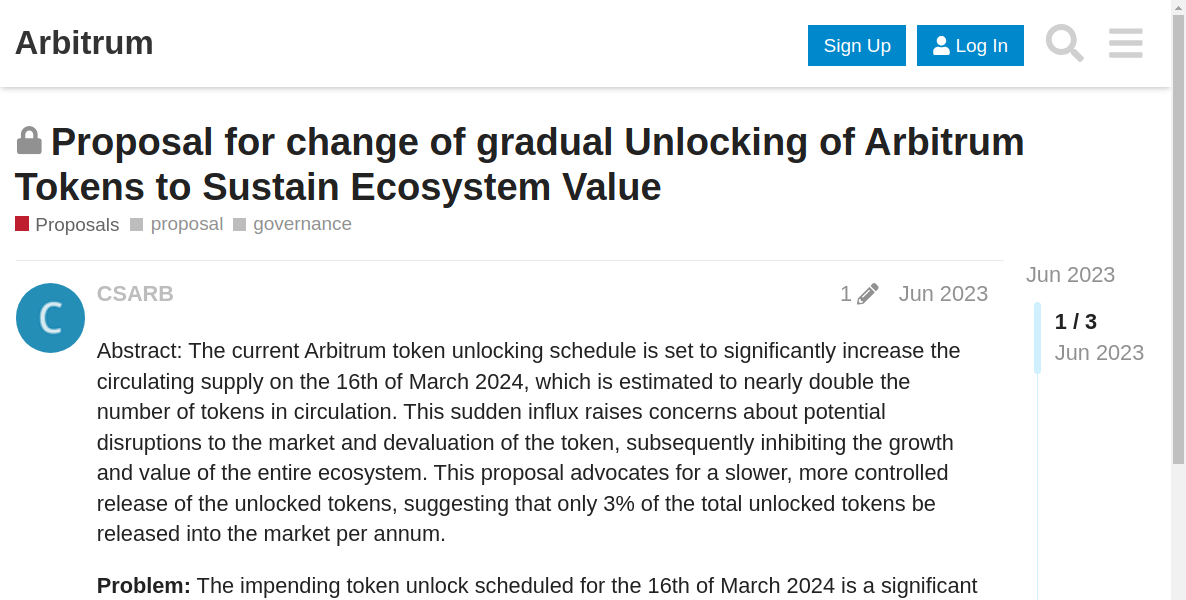 Arbitrum
Sign Up
Log In
Proposal for change of gradual Unlocking of Arbitrum
Tokens to Sustain Ecosystem Value
Proposals proposal governance
Jun 2023
C
CSARB
1
Jun 2023
1 / 3
Jun 2023
Abstract: The current Arbitrum token unlocking schedule is set to significantly increase the
circulating supply on the 16th of March 2024, which is estimated to nearly double the
number of tokens in circulation. This sudden influx raises concerns about potential
disruptions to the market and devaluation of the token, subsequently inhibiting the growth
and value of the entire ecosystem. This proposal advocates for a slower, more controlled
release of the unlocked tokens, suggesting that only 3% of the total unlocked tokens be
released into the market per annum.
Problem: The impending token unlock scheduled for the 16th of March 2024 is a significant